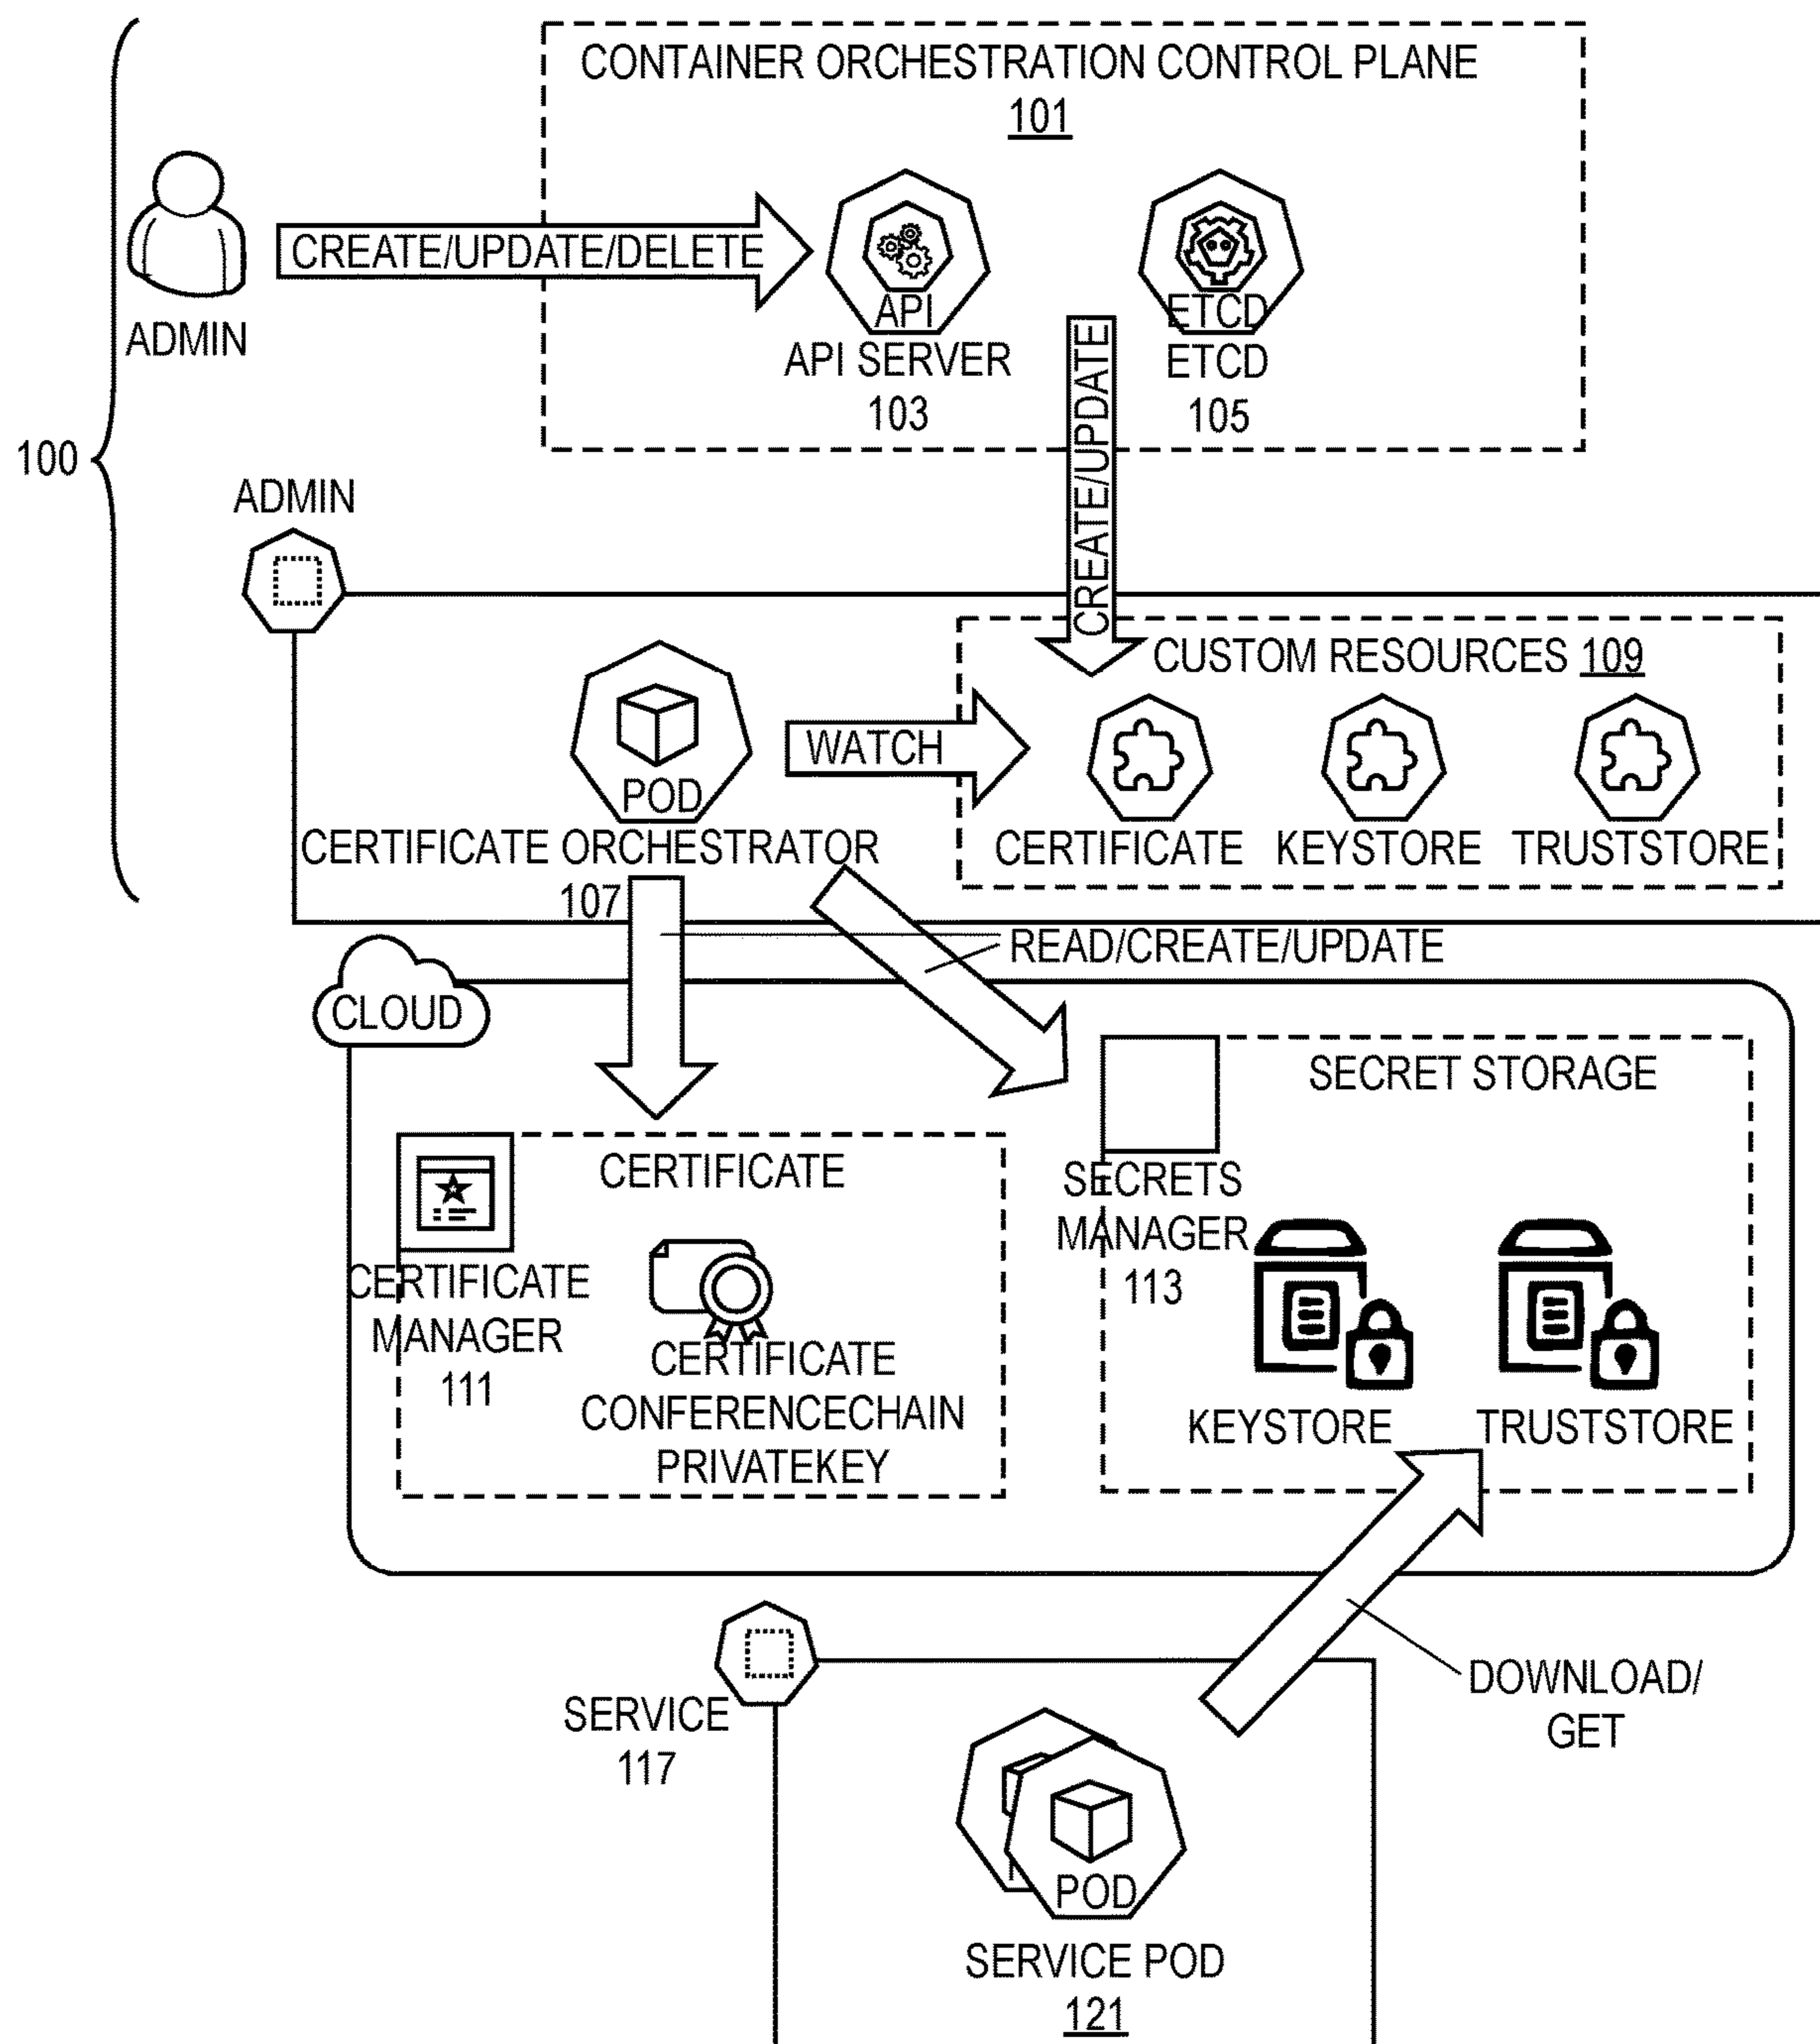 CONTAINER ORCHESTRATION CONTROL PLANE
101
CREATE/UPDATE/DELETE
ADMIN
API
API SERVER
103
ETCD
ETCD
105
CREATE/UPDATE
100
ADMIN
CUSTOM RESOURCES 109
POD
WATCH
CERTIFICATE ORCHESTRATOR
107
CERTIFICATE
KEYSTORE
TRUSTSTORE
READ/CREATE/UPDATE
CLOUD
CERTIFICATE
CERTIFICATE
MANAGER
111
CERTIFICATE
CONFERENCECHAIN
PRIVATEKEY
SECRET STORAGE
SECRETS
MANAGER
113
KEYSTORE
TRUSTSTORE
DOWNLOAD/
GET
SERVICE
117
POD
SERVICE POD
121